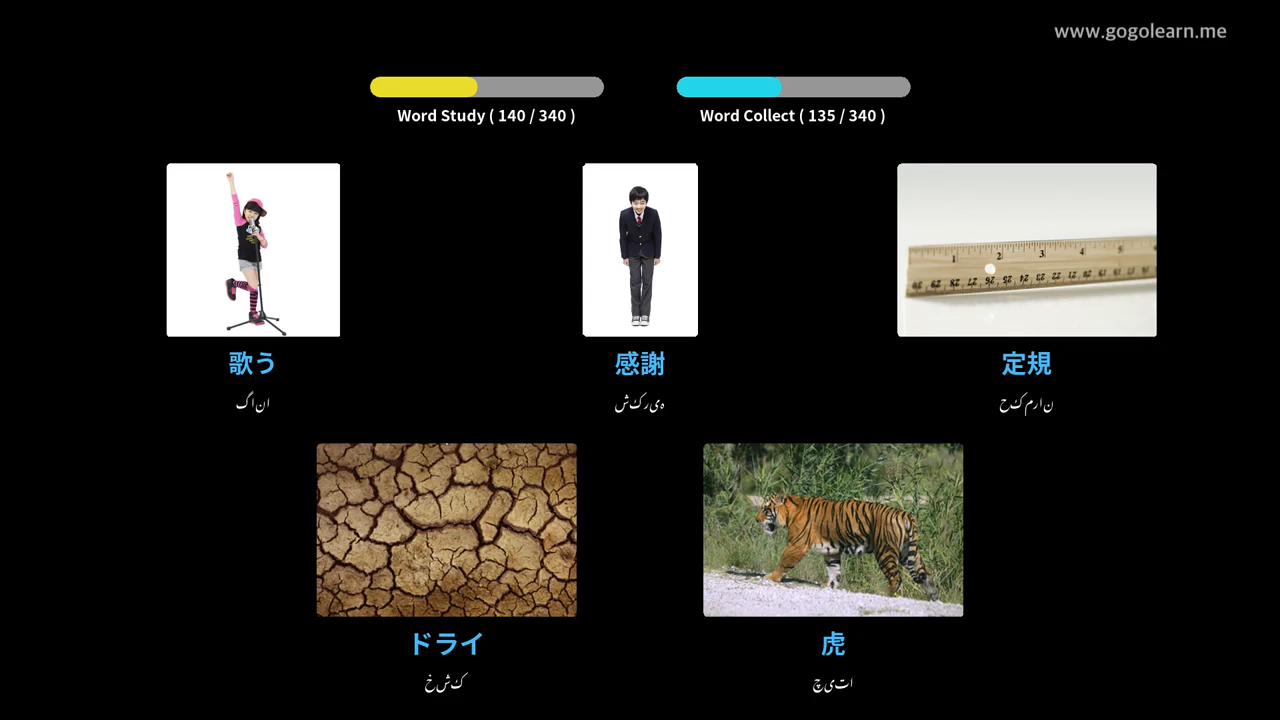 www.gogolearn.me
Word Study ( 140 / 340 )
Word Collect ( 135 / 340 )
歌う
感謝
定規
گانا
شکریہ
حکمران
ドライ
虎
خشک
چیتا